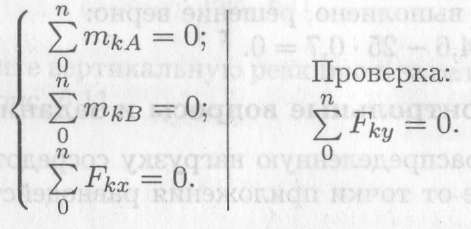 ∑₀ⁿ m_kA = 0;
∑₀ⁿ m_kB = 0;
∑₀ⁿ F_kx = 0.
Проверка:
∑₀ⁿ F_ky = 0.